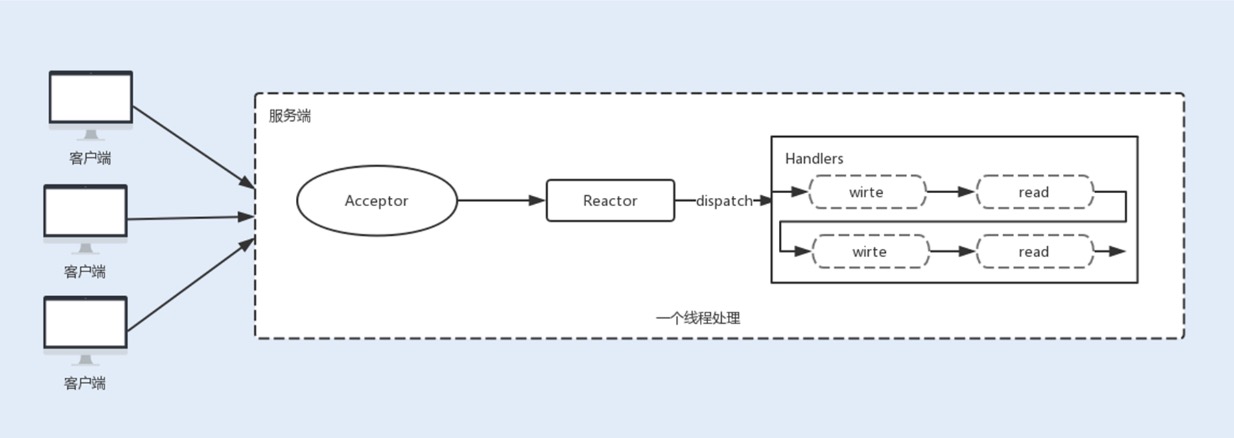 服务端
客户端
Handlers
wirte
read
Acceptor
Reactor
dispatch
wirte
read
客户端
一个线程处理
客户端